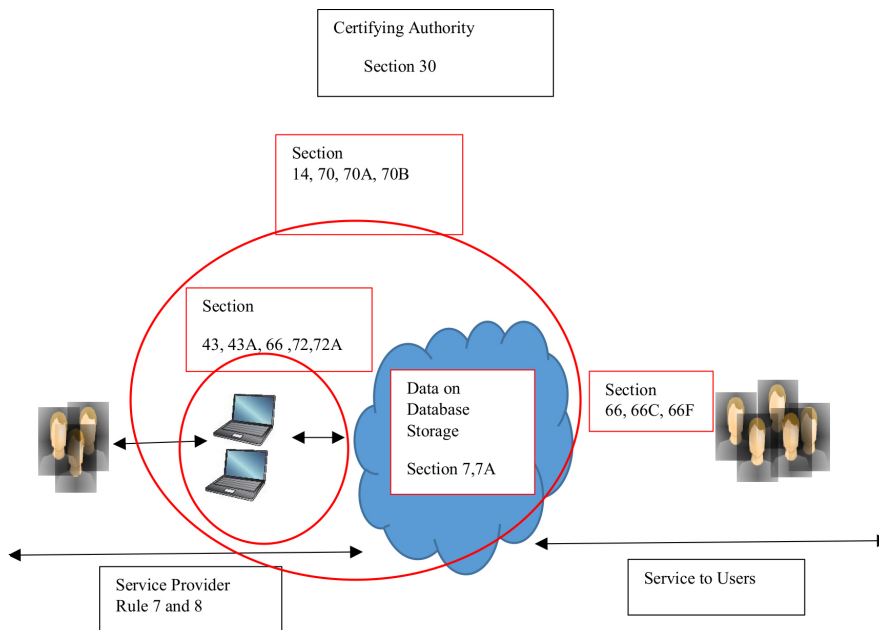 Certifying Authority
Section 30
Section
14, 70, 70A, 70B
Section
43, 43A, 66 ,72,72A
Data on
Database
Storage
Section 7,7A
Section
66, 66C, 66F
Service Provider
Rule 7 and 8
Service to Users